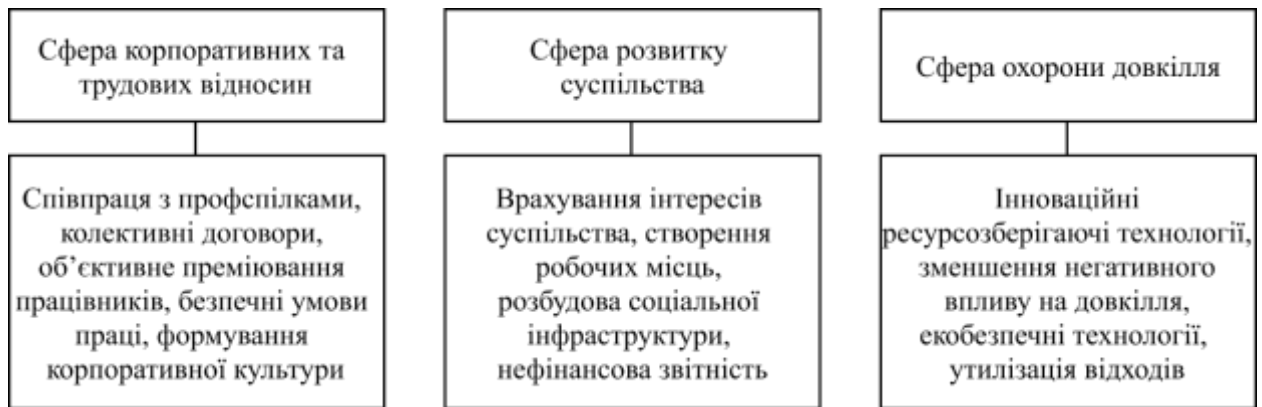 Сфера корпоративних та
трудових відносин
Співпраця з профспілками,
колективні договори,
об’єктивне преміювання
працівників, безпечні умови
праці, формування
корпоративної культури
Сфера розвитку
суспільства
Врахування інтересів
суспільства, створення
робочих місць,
розбудова соціальної
інфраструктури,
нефінансова звітність
Сфера охорони довкілля
Інноваційні
ресурсозберігаючі технології,
зменшення негативного
впливу на довкілля,
екобезпечні технології,
утилізація відходів